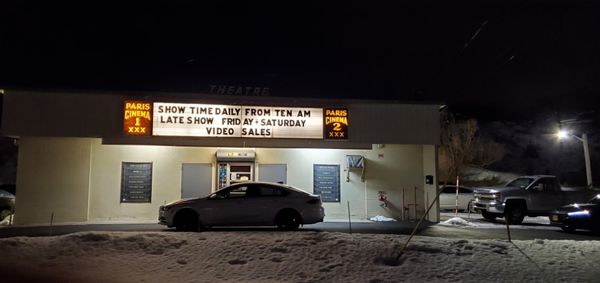 THEATRE
PARIS
CINEMA
1
XXX
SHOW TIME DAILY FROM TEN AM
LATE SHOW FRIDAY + SATURDAY
VIDEO SALES
PARIS
CINEMA
2
XXX